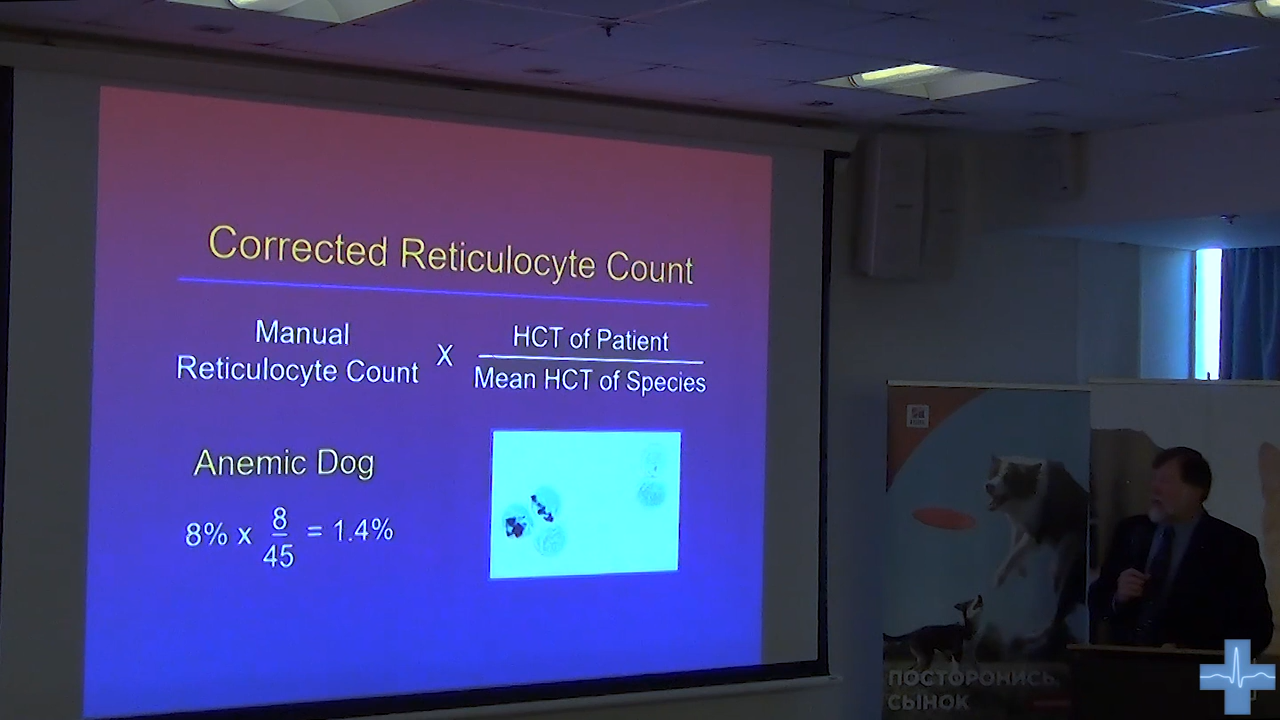 Corrected Reticulocyte Count
Manual
Reticulocyte Count
X
HCT of Patient
Mean HCT of Species
Anemic Dog
8% x 8/45 = 1.4%
ПОСТОРОНИСЬ,
СЫНОК